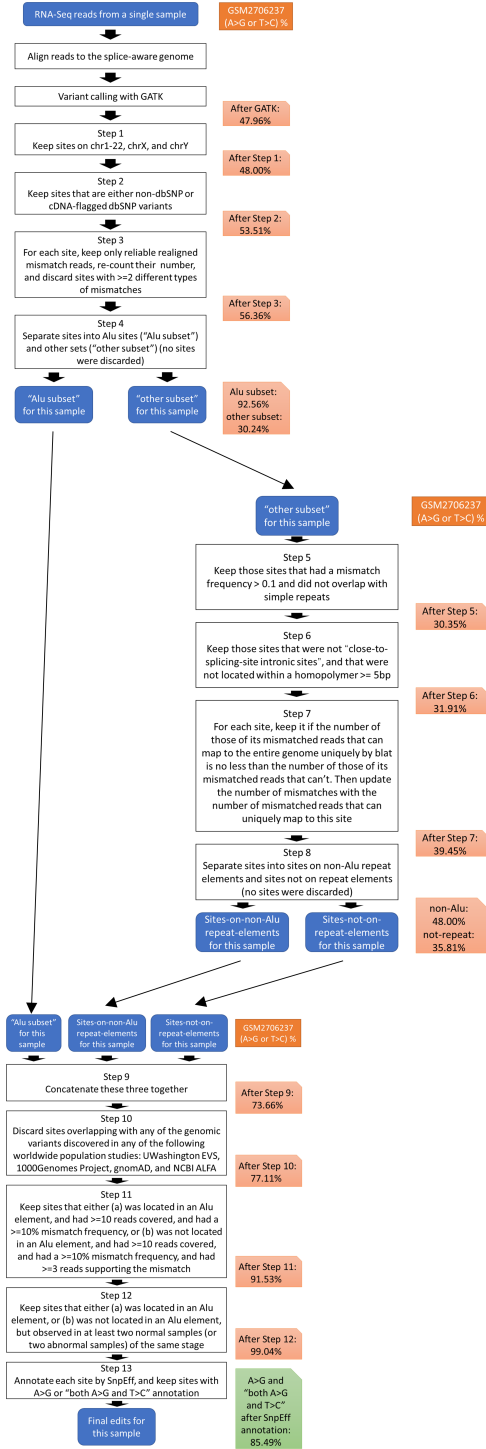 RNA-Seq reads from a single sample
GSM2706237
(A>G or T>C) %
Align reads to the splice-aware genome
Variant calling with GATK
After GATK:
47.96%
Step 1
Keep sites on chr1-22, chrX, and chrY
After Step 1:
48.00%
Step 2
Keep sites that are either non-dbSNP or
cDNA-flagged dbSNP variants
After Step 2:
53.51%
Step 3
For each site, keep only reliable realigned
mismatch reads, re-count their number,
and discard sites with >=2 different types
of mismatches
After Step 3:
56.36%
Step 4
Separate sites into Alu sites ("Alu subset")
and other sets ("other subset") (no sites
were discarded)
"Alu subset"
for this sample
"other subset"
for this sample
Alu subset:
92.56%
other subset:
30.24%
"other subset"
for this sample
GSM2706237
(A>G or T>C) %
Step 5
Keep those sites that had a mismatch
frequency > 0.1 and did not overlap with
simple repeats
After Step 5:
30.35%
Step 6
Keep those sites that were not "close-to-
splicing-site intronic sites", and that were
not located within a homopolymer >= 5bp
After Step 6:
31.91%
Step 7
For each site, keep it if the number of
those of its mismatched reads that can
map to the entire genome uniquely by blat
is no less than the number of those of its
mismatched reads that can't. Then update
the number of mismatches with the
number of mismatched reads that can
uniquely map to this site
After Step 7:
39.45%
Step 8
Separate sites into sites on non-Alu repeat
elements and sites not on repeat elements
(no sites were discarded)
Sites-on-non-Alu
repeat-elements
for this sample
Sites-not-on-
repeat-elements
for this sample
non-Alu:
48.00%
not-repeat:
35.81%
"Alu subset"
for this
sample
Sites-on-non-Alu
repeat-elements
for this sample
Sites-not-on-
repeat-elements
for this sample
GSM2706237
(A>G or T>C) %
Step 9
Concatenate these three together
After Step 9:
73.66%
Step 10
Discard sites overlapping with any of the genomic
variants discovered in any of the following
worldwide population studies: UWashington EVS,
1000Genomes Project, gnomAD, and NCBI ALFA
After Step 10:
77.11%
Step 11
Keep sites that either (a) was located in an Alu
element, and had >=10 reads covered, and had a
>=10% mismatch frequency, or (b) was not located
in an Alu element, and had >=10 reads covered,
and had a >=10% mismatch frequency, and had
>=3 reads supporting the mismatch
After Step 11:
91.53%
Step 12
Keep sites that either (a) was located in an Alu
element, or (b) was not located in an Alu element,
but observed in at least two normal samples (or
two abnormal samples) of the same stage
After Step 12:
99.04%
Step 13
Annotate each site by SnpEff, and keep sites with
A>G or "both A>G and T>C" annotation
A>G and
"both A>G
and T>C"
after SnpEff
annotation:
85.49%
Final edits for
this sample